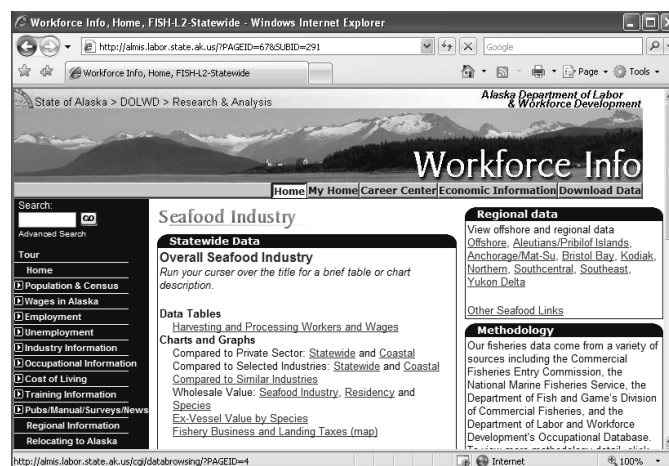 Workforce Info, Home, FISH-L2-Statewide - Windows Internet Explorer
http://almis.labor.state.ak.us/?PAGEID=67&SUBID=291
Google
Workforce Info, Home, FISH-L2-Statewide
Page
Tools
State of Alaska > DOLWD > Research & Analysis
Alaska Department of Labor
& Workforce Development
Workforce Info
Home My Home Career Center Economic Information Download Data
Search:
GO
Advanced Search
Tour
Home
Population & Census
Wages in Alaska
Employment
Unemployment
Industry Information
Occupational Information
Cost of Living
Training Information
Pubs/Manual/Surveys/News
Regional Information
Relocating to Alaska
Seafood Industry
Statewide Data
Overall Seafood Industry
Run your curser over the title for a brief table or chart
description.
Data Tables
Harvesting and Processing Workers and Wages
Charts and Graphs
Compared to Private Sector: Statewide and Coastal
Compared to Selected Industries: Statewide and Coastal
Compared to Similar Industries
Wholesale Value: Seafood Industry, Residency and
Species
Ex-Vessel Value by Species
Fishery Business and Landing Taxes (map)
Regional data
View offshore and regional data
Offshore, Aleutians/Pribilof Islands,
Anchorage/Mat-Su, Bristol Bay, Kodiak,
Northern, Southcentral, Southeast,
Yukon Delta
Other Seafood Links
Methodology
Our fisheries data come from a variety of
sources including the Commercial
Fisheries Entry Commission, the
National Marine Fisheries Service, the
Department of Fish and Game's Division
of Commercial Fisheries, and the
Department of Labor and Workforce
Development's Occupational Database.
http://almis.labor.state.ak.us/cgi/databrowsing/?PAGEID=4
Internet
100%